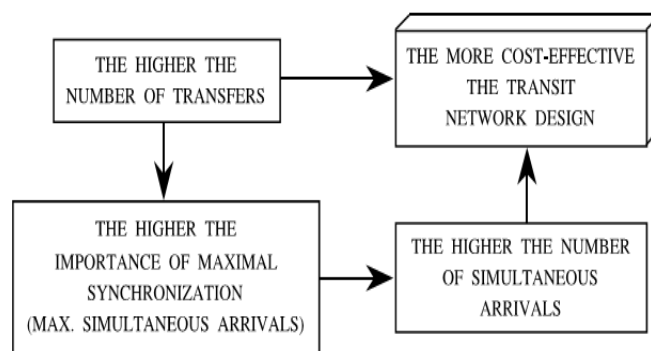 THE HIGHER THE
NUMBER OF TRANSFERS
THE MORE COST-EFFECTIVE
THE TRANSIT
NETWORK DESIGN
THE HIGHER THE
IMPORTANCE OF MAXIMAL
SYNCHRONIZATION
(MAX. SIMULTANEOUS ARRIVALS)
THE HIGHER THE NUMBER
OF SIMULTANEOUS
ARRIVALS